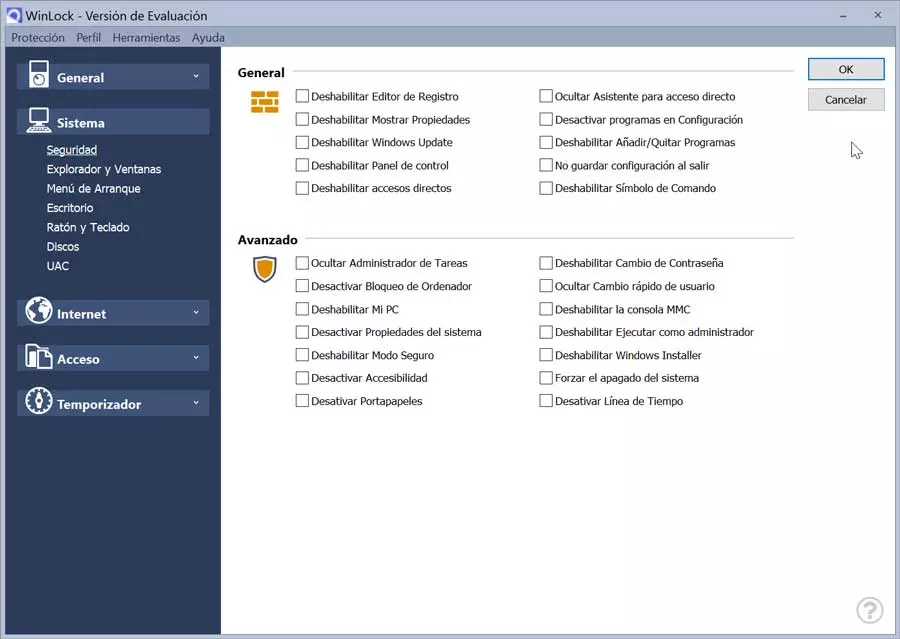 WinLock - Versión de Evaluación
Protección Perfil Herramientas Ayuda
General
Sistema
Seguridad
Explorador y Ventanas
Menú de Arranque
Escritorio
Ratón y Teclado
Discos
UAC
Internet
Acceso
Temporizador
General
Deshabilitar Editor de Registro
Deshabilitar Mostrar Propiedades
Deshabilitar Windows Update
Deshabilitar Panel de control
Deshabilitar accesos directos
Ocultar Asistente para acceso directo
Desactivar programas en Configuración
Deshabilitar Añadir/Quitar Programas
No guardar configuración al salir
Deshabilitar Símbolo de Comando
Avanzado
Ocultar Administrador de Tareas
Desactivar Bloqueo de Ordenador
Deshabilitar Mi PC
Desactivar Propiedades del sistema
Deshabilitar Modo Seguro
Desactivar Accesibilidad
Desativar Portapapeles
Deshabilitar Cambio de Contraseña
Ocultar Cambio rápido de usuario
Deshabilitar la consola MMC
Deshabilitar Ejecutar como administrador
Deshabilitar Windows Installer
Forzar el apagado del sistema
Desativar Línea de Tiempo
OK
Cancelar
?